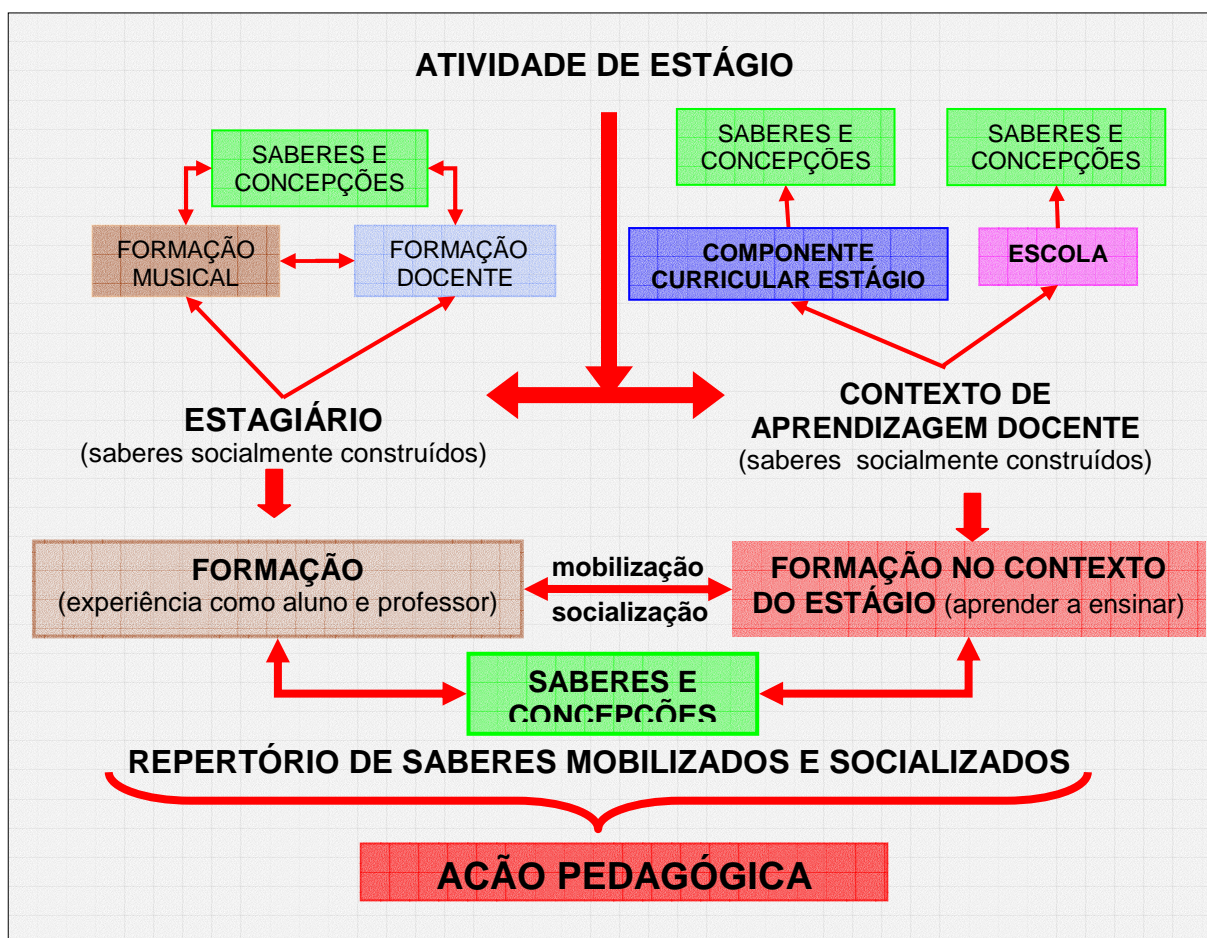 ATIVIDADE DE ESTÁGIO
SABERES E
CONCEPÇÕES
FORMAÇÃO
MUSICAL
FORMAÇÃO
DOCENTE
SABERES E
CONCEPÇÕES
SABERES E
CONCEPÇÕES
COMPONENTE
CURRICULAR ESTÁGIO
ESCOLA
ESTAGIÁRIO
(saberes socialmente construídos)
CONTEXTO DE
APRENDIZAGEM DOCENTE
(saberes socialmente construídos)
FORMAÇÃO
(experiência como aluno e professor)
mobilização
socialização
FORMAÇÃO NO CONTEXTO
DO ESTÁGIO (aprender a ensinar)
SABERES E
CONCEPCÕES
REPERTÓRIO DE SABERES MOBILIZADOS E SOCIALIZADOS
ACÃO PEDAGÓGICA